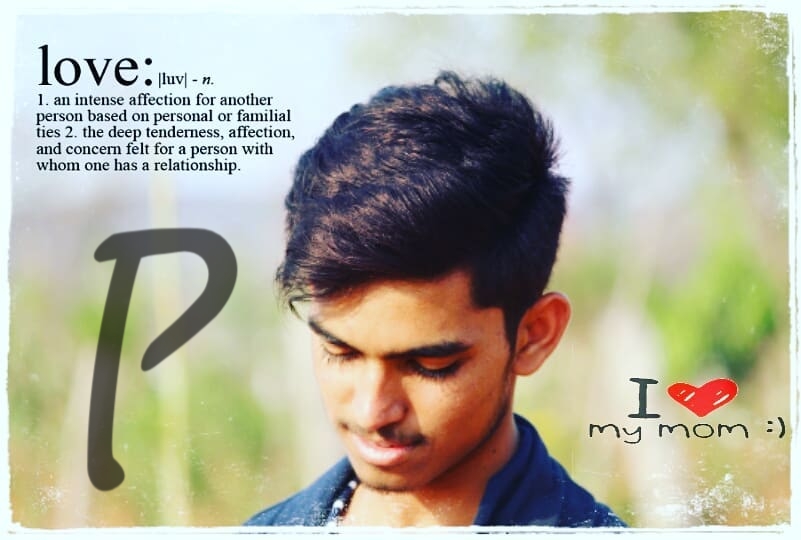 love: |luv| - n.
1. an intense affection for another
person based on personal or familial
ties 2. the deep tenderness, affection,
and concern felt for a person with
whom one has a relationship.
P
I ❤
my mom :)